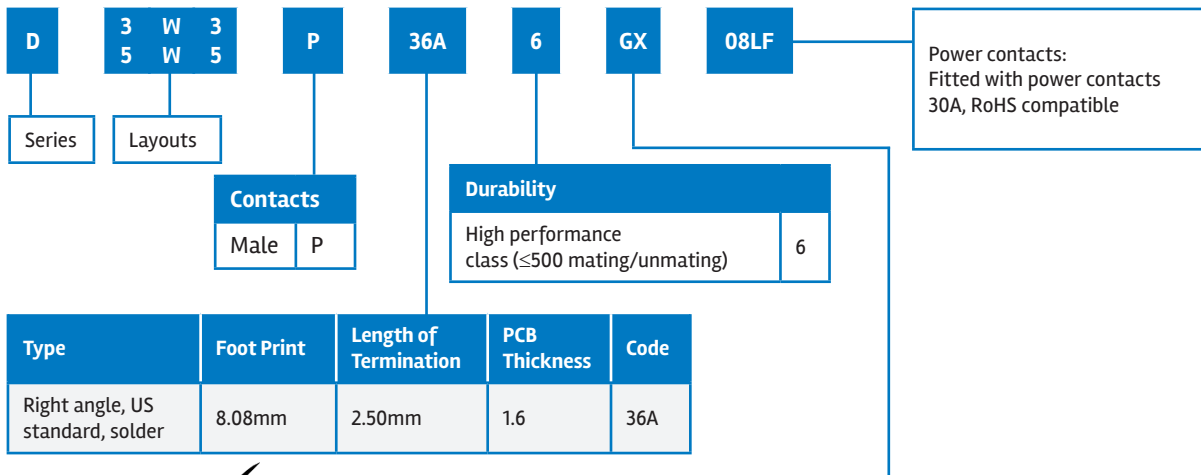 D 3 W 3 P 36A 6 GX 08LF
5 W 5
Power contacts:
Fitted with power contacts
30A, RoHS compatible
Series Layouts
Contacts
Male P
Durability
High performance
class (≤500 mating/unmating) 6
Type Foot Print Length of Termination PCB Thickness Code
Right angle, US
standard, solder 8.08mm 2.50mm 1.6 36A